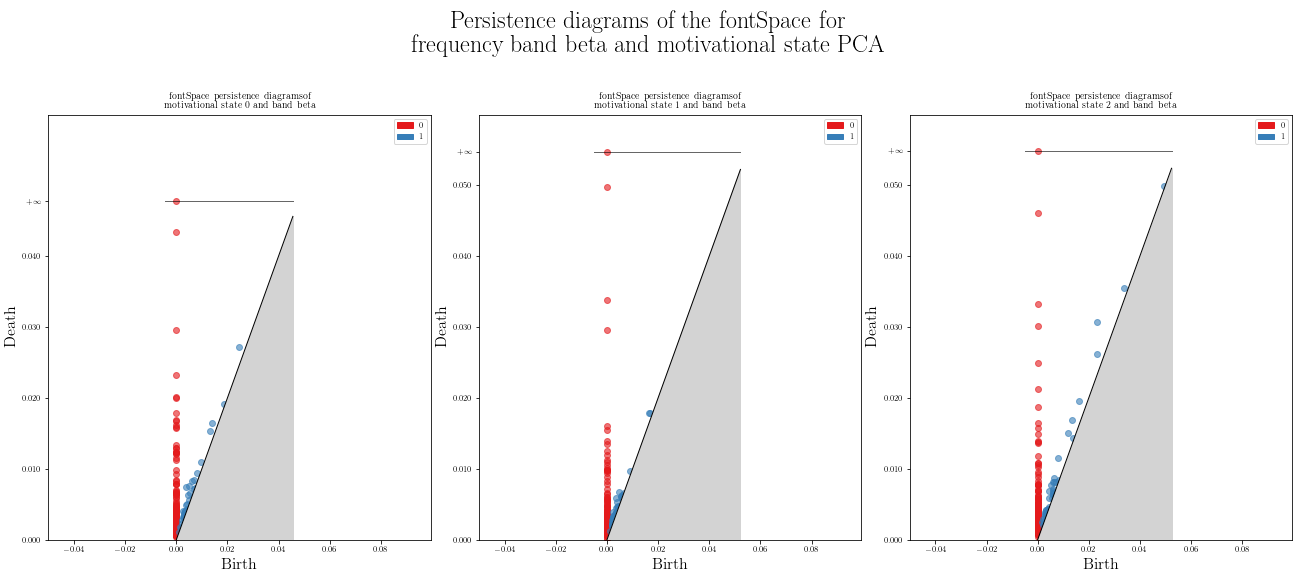 Persistence diagrams of the fontSpace for
frequency band beta and motivational state PCA
fontSpace persistence diagramsof
motivational state 0 and band beta
0
1
+∞
0.040
0.030
0.020
0.010
0.000
Death
−0.04 −0.02 0.00 0.02 0.04 0.06 0.08
Birth
fontSpace persistence diagramsof
motivational state 1 and band beta
0
1
+∞
0.050
0.040
0.030
0.020
0.010
0.000
Death
−0.04 −0.02 0.00 0.02 0.04 0.06 0.08
Birth
fontSpace persistence diagramsof
motivational state 2 and band beta
0
1
+∞
0.050
0.040
0.030
0.020
0.010
0.000
Death
−0.04 −0.02 0.00 0.02 0.04 0.06 0.08
Birth